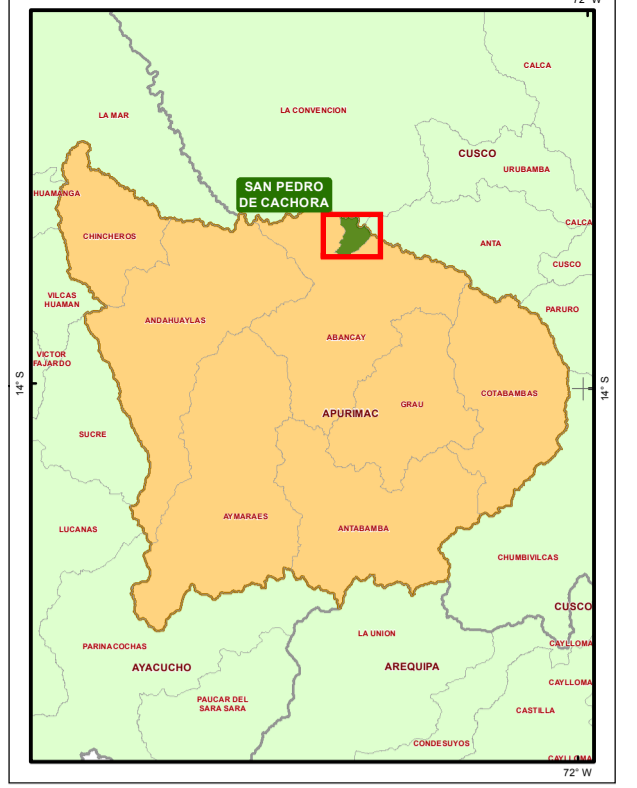 72° W
CALCA
LA CONVENCION
LA MAR
CUSCO
URUBAMBA
SAN PEDRO
DE CACHORA
HUAMANGA
CALCA
CHINCHEROS
ANTA
CUSCO
VILCAS
HUAMAN
PARURO
ANDAHUAYLAS
ABANCAY
VICTOR
FAJARDO
14° S
14° S
COTABAMBAS
GRAU
APURIMAC
SUCRE
AYMARAES
LUCANAS
ANTABAMBA
CHUMBIVILCAS
CUSCO
LA UNION
CAYLLOMA
PARINACOCHAS
AYACUCHO
AREQUIPA
CAYLLOMA
PAUCAR DEL
SARA SARA
CASTILLA
CONDESUYOS
CAYLLOMA
72° W